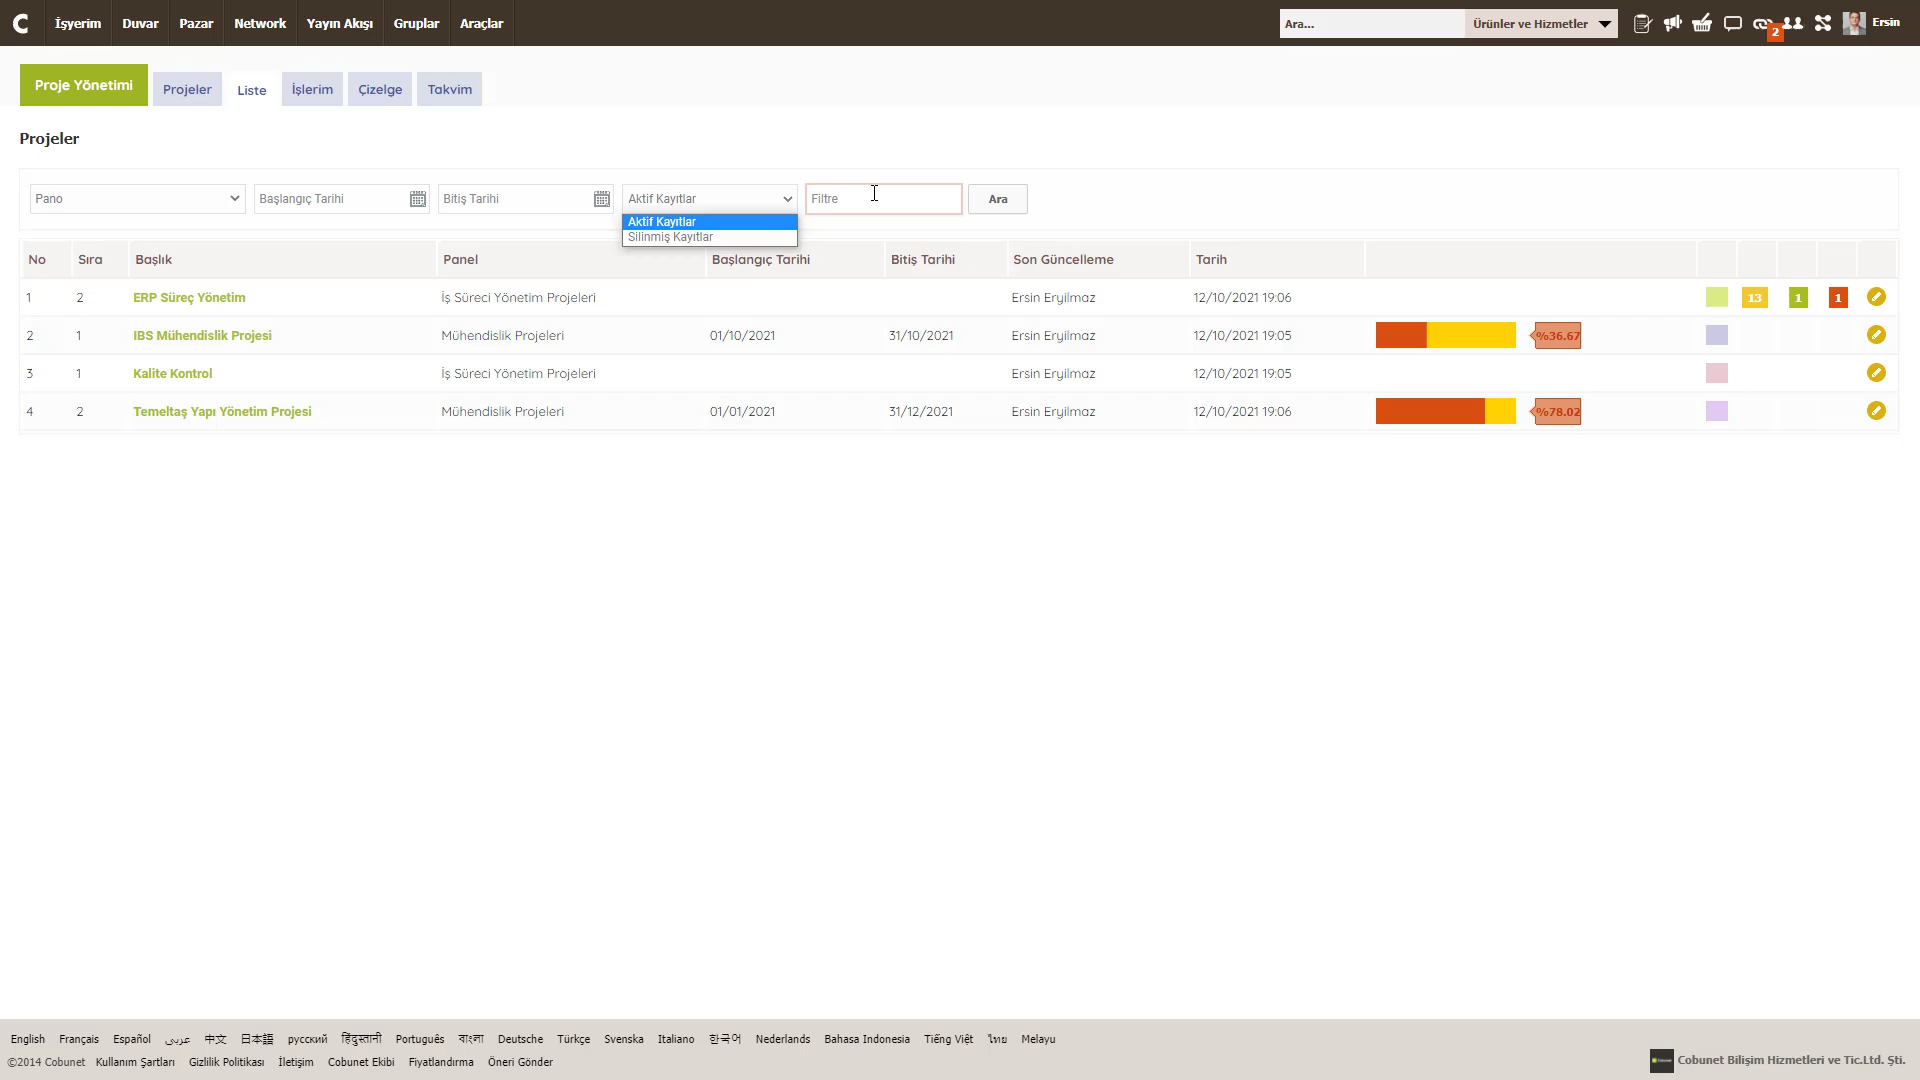 C İşyerim Duvar Pazar Network Yayın Akışı Gruplar Araçlar Ara... Ürünler ve Hizmetler 2 Ersin
Proje Yönetimi Projeler Liste İşlerim Çizelge Takvim
Projeler
Pano Başlangıç Tarihi Bitiş Tarihi Aktif Kayıtlar Filtre Ara
Aktif Kayıtlar
Silinmiş Kayıtlar
No Sıra Başlık Panel Başlangıç Tarihi Bitiş Tarihi Son Güncelleme Tarih
1 2 ERP Süreç Yönetim İş Süreci Yönetim Projeleri Ersin Eryilmaz 12/10/2021 19:06 13 1 1
2 1 IBS Mühendislik Projesi Mühendislik Projeleri 01/10/2021 31/10/2021 Ersin Eryilmaz 12/10/2021 19:05 %36.67
3 1 Kalite Kontrol İş Süreci Yönetim Projeleri Ersin Eryilmaz 12/10/2021 19:05
4 2 Temeltaş Yapı Yönetim Projesi Mühendislik Projeleri 01/01/2021 31/12/2021 Ersin Eryilmaz 12/10/2021 19:06 %78.02
English Français Español عربى 中文 日本語 русский हिंदुस्तानी Português বাংলা Deutsche Türkçe Svenska Italiano 한국어 Nederlands Bahasa Indonesia Tiếng Việt ไทย Melayu
©2014 Cobunet Kullanım Şartları Gizlilik Politikası İletişim Cobunet Ekibi Fiyatlandırma Öneri Gönder
Cobunet Bilişim Hizmetleri ve Tic.Ltd. Şti.